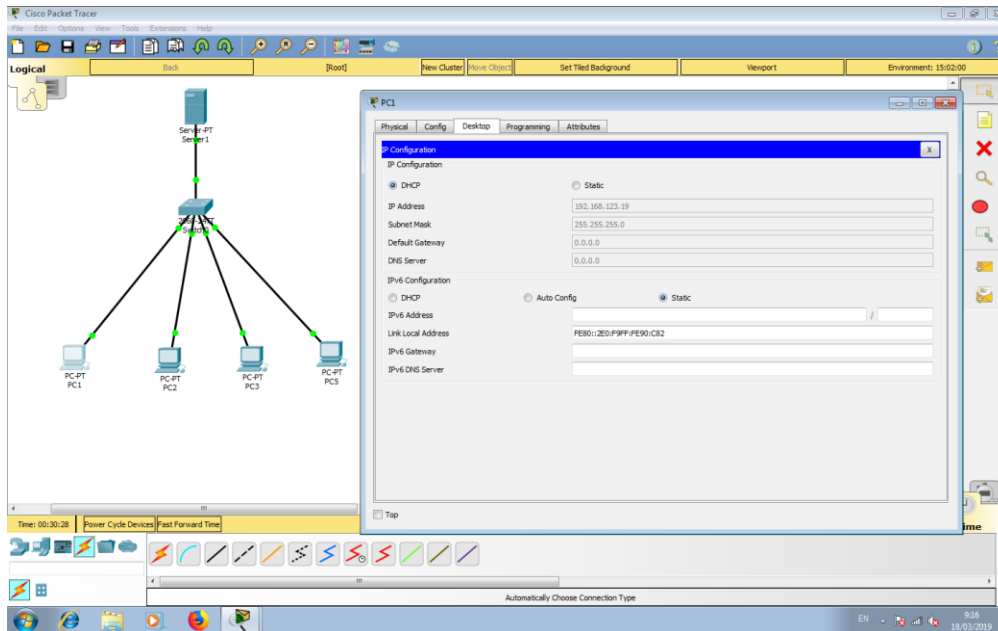 Cisco Packet Tracer
File Edit Options View Tools Extensions Help
Logical
Back
[Root]
New Cluster
Move Object
Set Tiled Background
Viewport
Environment: 15:02:00
Server-PT
Server1
Switch0
PC-PT
PC1
PC-PT
PC2
PC-PT
PC3
PC-PT
PC5
PC1
Physical Config Desktop Programming Attributes
IP Configuration
X
IP Configuration
DHCP
Static
IP Address
192.168.123.19
Subnet Mask
255.255.255.0
Default Gateway
0.0.0.0
DNS Server
0.0.0.0
IPv6 Configuration
DHCP
Auto Config
Static
IPv6 Address
/
Link Local Address
FE80::2E0:F9FF:FE90:C82
IPv6 Gateway
IPv6 DNS Server
Top
Time: 00:30:28
Power Cycle Devices
Fast Forward Time
ime
Automatically Choose Connection Type
EN
9:16
18/03/2019